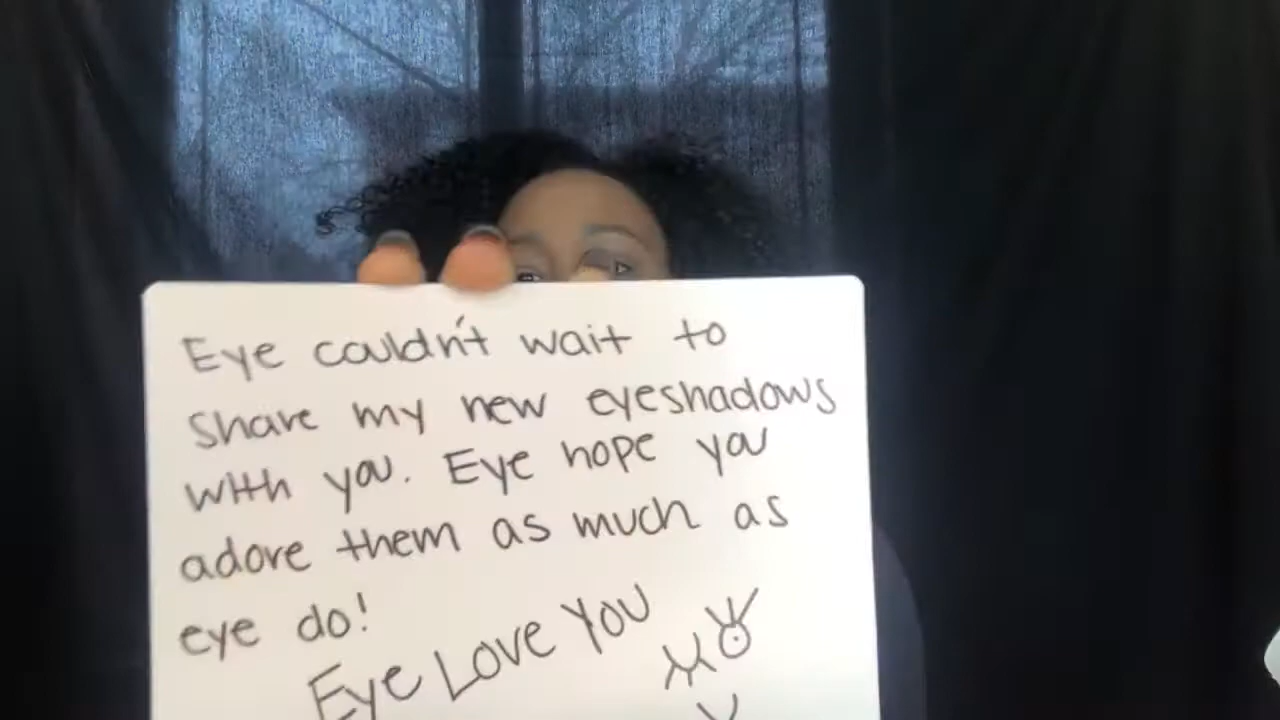 Eye couldn't wait to
share my new eyeshadows
with you. Eye hope you
adore them as much as
eye do!
Eye Love You